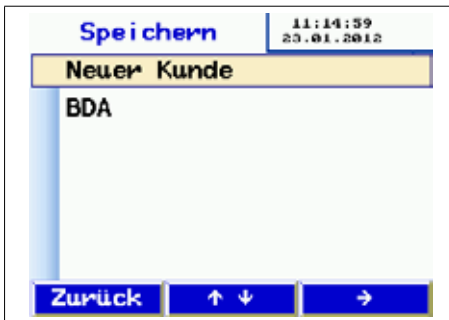 Speichern
11:14:59
23.01.2012
Neuer Kunde
BDA
Zurück ↑ ↓ →